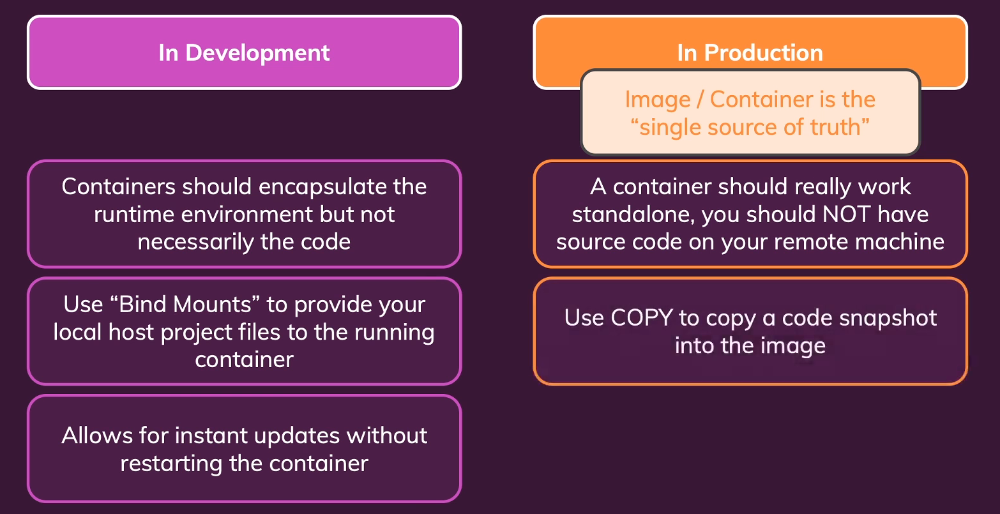 In Development
Containers should encapsulate the
runtime environment but not
necessarily the code
Use “Bind Mounts” to provide your
local host project files to the running
container
Allows for instant updates without
restarting the container
In Production
Image / Container is the
“single source of truth”
A container should really work
standalone, you should NOT have
source code on your remote machine
Use COPY to copy a code snapshot
into the image